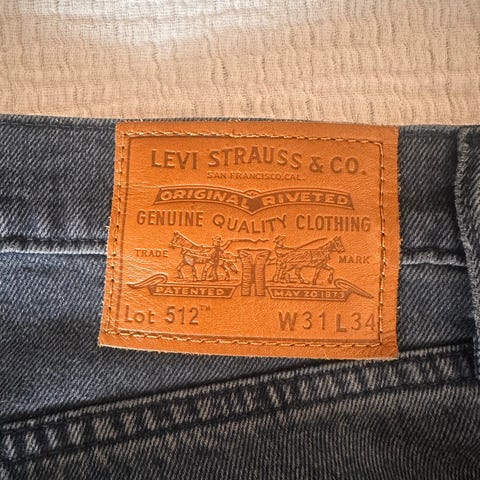 LEVI STRAUSS & CO.
SAN FRANCISCO, CAL.
ORIGINAL RIVETED
GENUINE QUALITY CLOTHING
TRADE MARK
PATENTED MAY 20 1873
Lot 512™ W31 L34